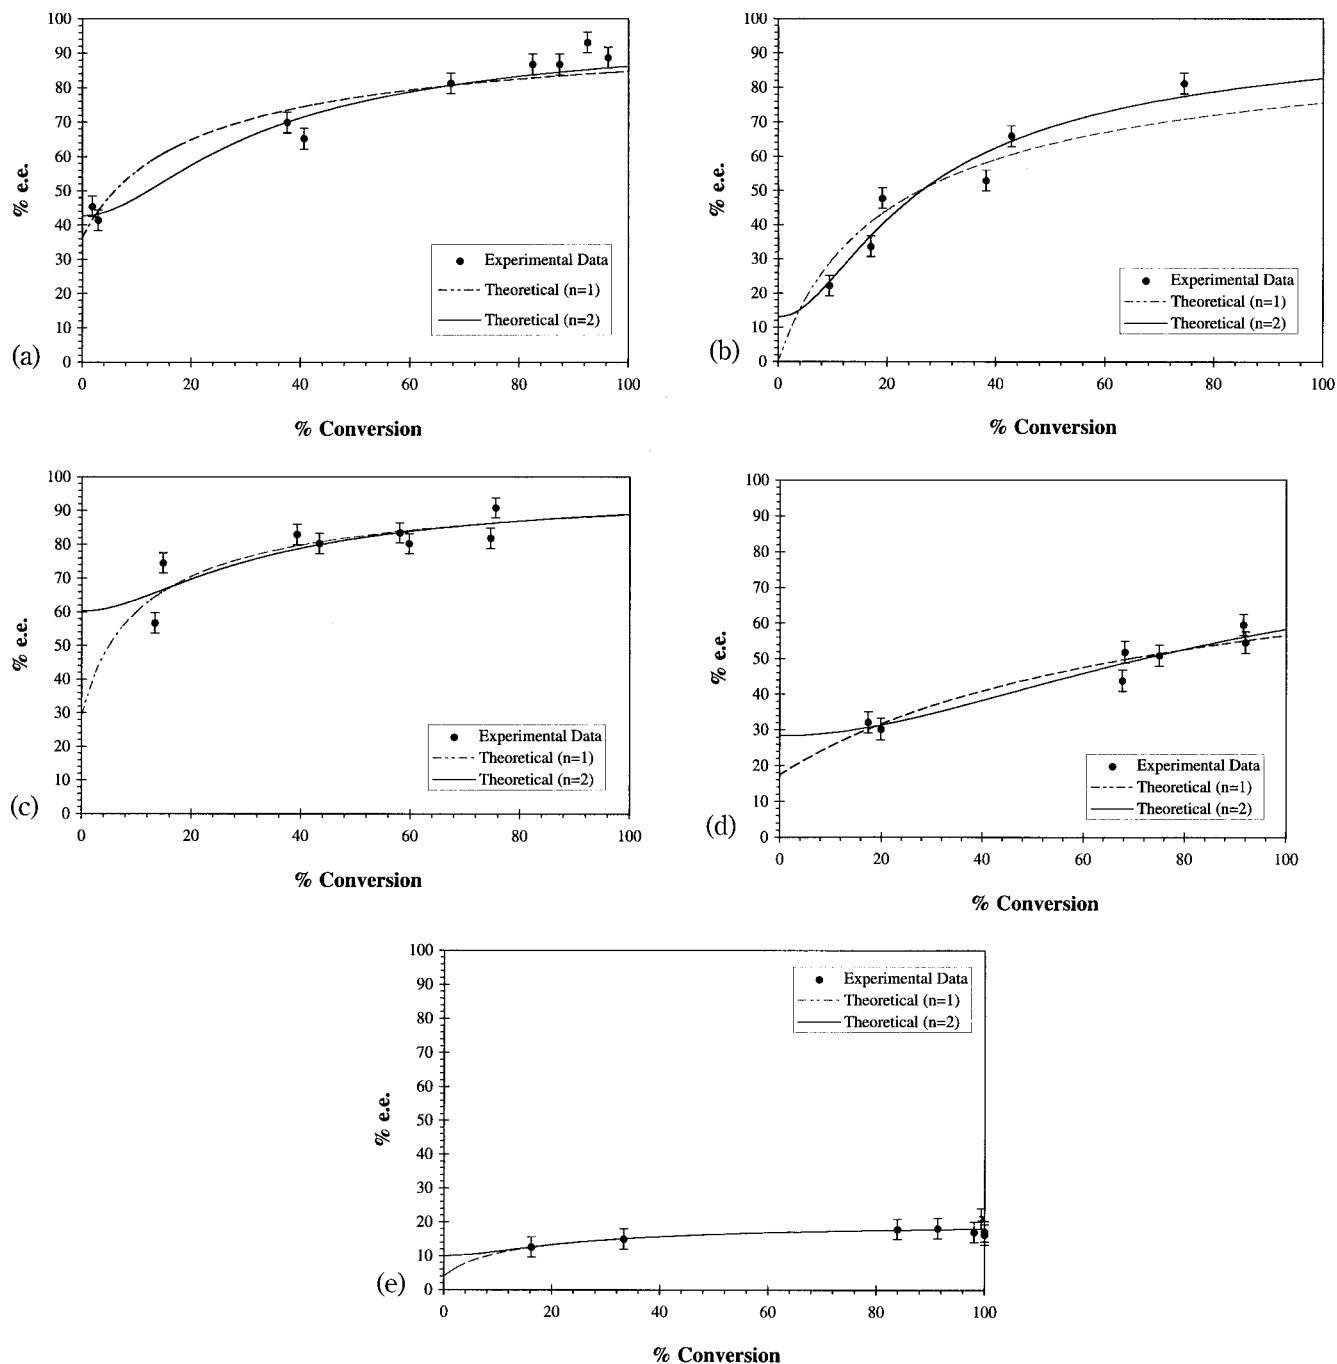 100
90
80
70
60
50
40
30
20
10
0
% e.e.
Experimental Data
Theoretical (n=1)
Theoretical (n=2)
(a)
0 20 40 60 80 100
% Conversion
100
90
80
70
60
50
40
30
20
10
0
% e.e.
Experimental Data
Theoretical (n=1)
Theoretical (n=2)
(b)
0 20 40 60 80 100
% Conversion
100
90
80
70
60
50
40
30
20
10
0
% e.e.
Experimental Data
Theoretical (n=1)
Theoretical (n=2)
(c)
0 20 40 60 80 100
% Conversion
100
90
80
70
60
50
40
30
20
10
0
% e.e.
Experimental Data
Theoretical (n=1)
Theoretical (n=2)
(d)
0 20 40 60 80 100
% Conversion
100
90
80
70
60
50
40
30
20
10
0
% e.e.
Experimental Data
Theoretical (n=1)
Theoretical (n=2)
(e)
0 20 40 60 80 100
% Conversion